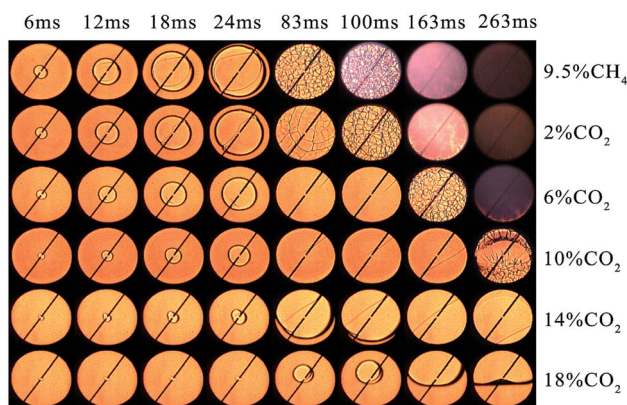 6ms 12ms 18ms 24ms 83ms 100ms 163ms 263ms
9.5%CH₄
2%CO₂
6%CO₂
10%CO₂
14%CO₂
18%CO₂